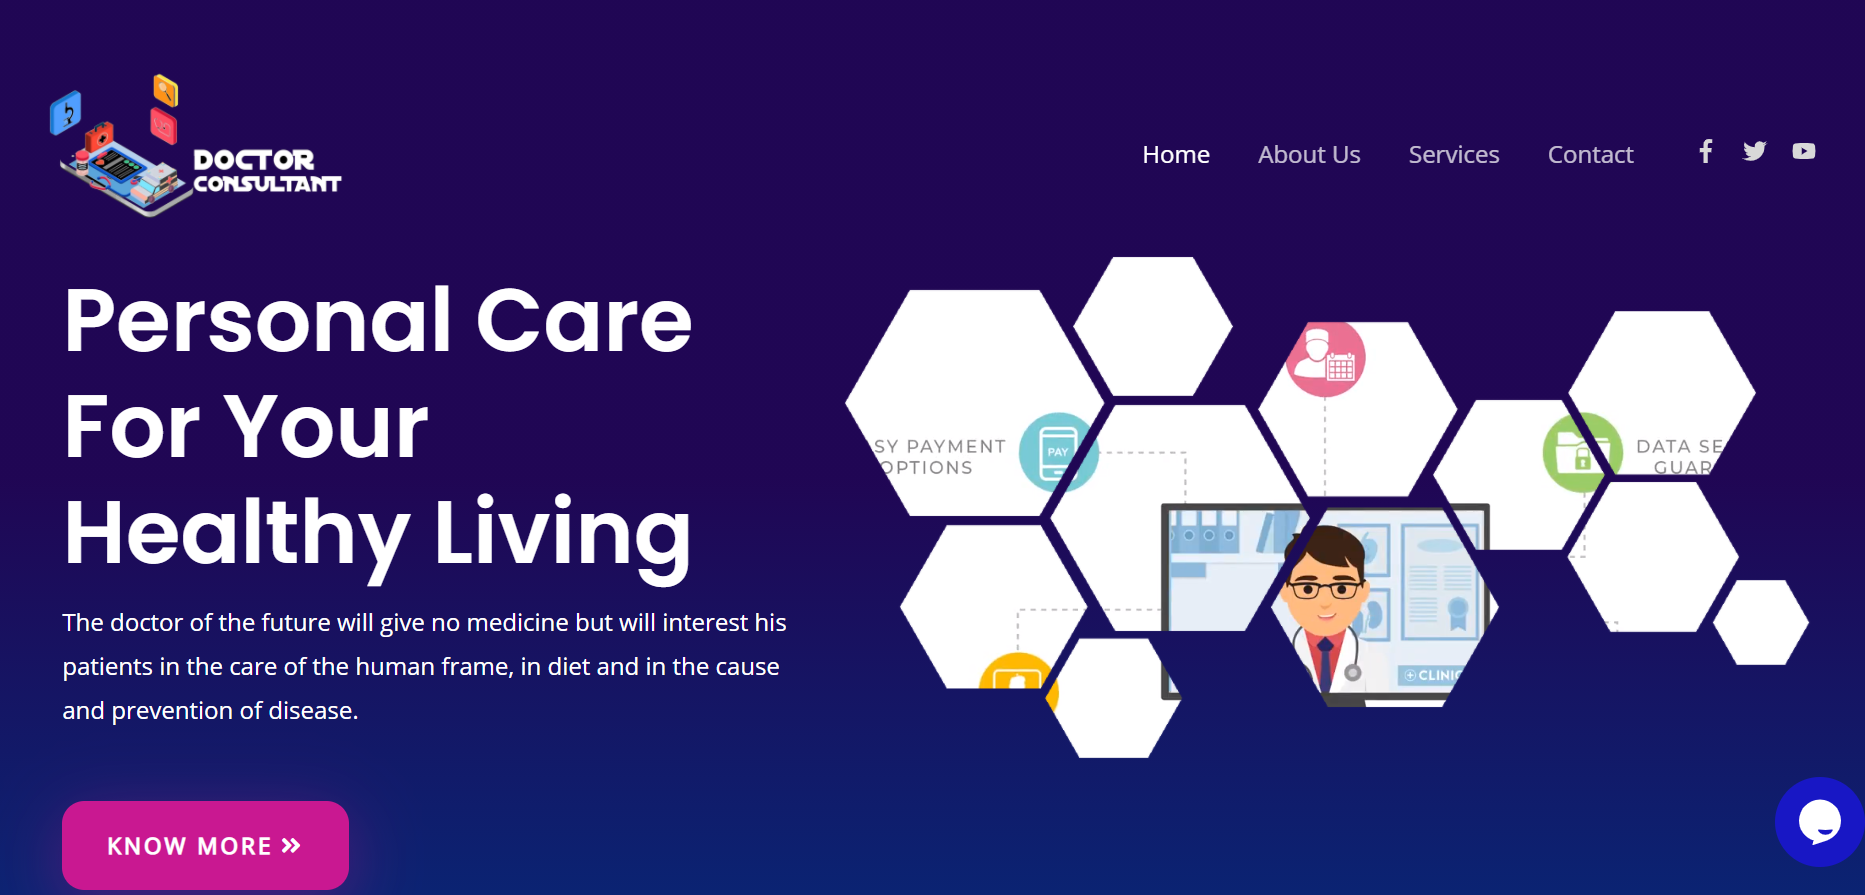 DOCTOR
CONSULTANT
Home About Us Services Contact
Personal Care
For Your
Healthy Living
The doctor of the future will give no medicine but will interest his
patients in the care of the human frame, in diet and in the cause
and prevention of disease.
KNOW MORE
SY PAYMENT
OPTIONS
PAY
DATA SE
GUAR
CLINIC